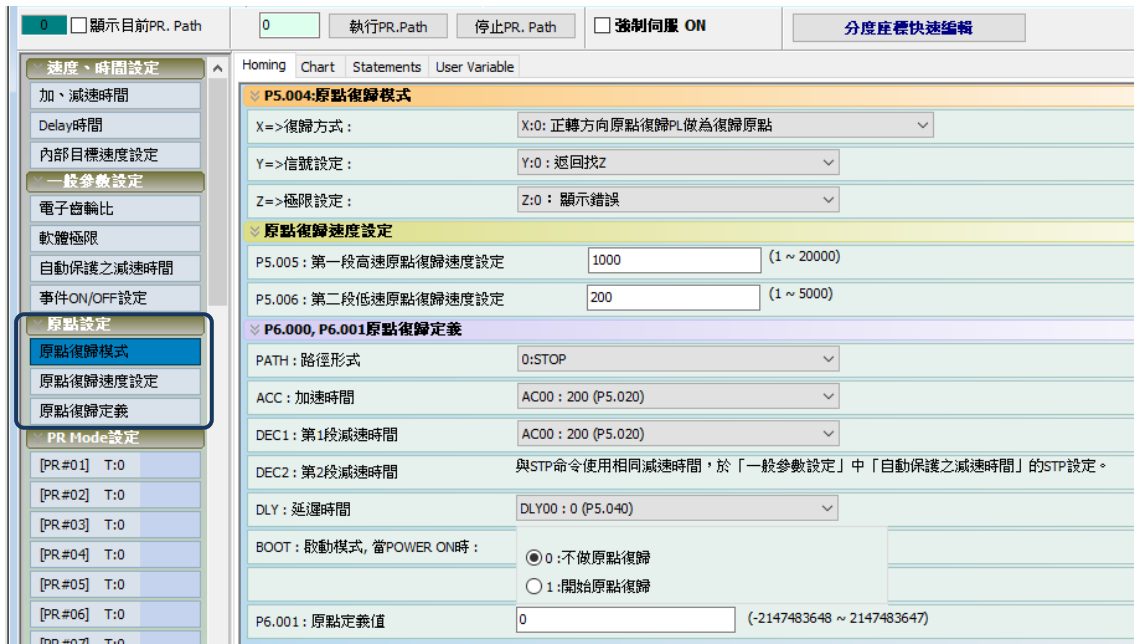 0 顯示目前PR. Path 0 執行PR.Path 停止PR. Path 強制伺服 ON 分度座標快速編輯
速度、時間設定
加、減速時間
Delay時間
內部目標速度設定
一般參數設定
電子齒輪比
軟體極限
自動保護之減速時間
事件ON/OFF設定
原點設定
原點復歸模式
原點復歸速度設定
原點復歸定義
PR Mode設定
[PR#01] T:0
[PR#02] T:0
[PR#03] T:0
[PR#04] T:0
[PR#05] T:0
[PR#06] T:0
[PR#07] T:0
Homing Chart Statements User Variable
P5.004:原點復歸模式
X=>復歸方式 : X:0: 正轉方向原點復歸PL做為復歸原點
Y=>信號設定 : Y:0 : 返回找Z
Z=>極限設定 : Z:0 : 顯示錯誤
原點復歸速度設定
P5.005 : 第一段高速原點復歸速度設定 1000 (1 ~ 20000)
P5.006 : 第二段低速原點復歸速度設定 200 (1 ~ 5000)
P6.000, P6.001原點復歸定義
PATH : 路徑形式 0:STOP
ACC : 加速時間 AC00 : 200 (P5.020)
DEC1 : 第1段減速時間 AC00 : 200 (P5.020)
DEC2 : 第2段減速時間 與STP命令使用相同減速時間，於「一般參數設定」中「自動保護之減速時間」的STP設定。
DLY : 延遲時間 DLY00 : 0 (P5.040)
BOOT : 啟動模式, 當POWER ON時 : 0 :不做原點復歸
1 :開始原點復歸
P6.001 : 原點定義值 0 (-2147483648 ~ 2147483647)